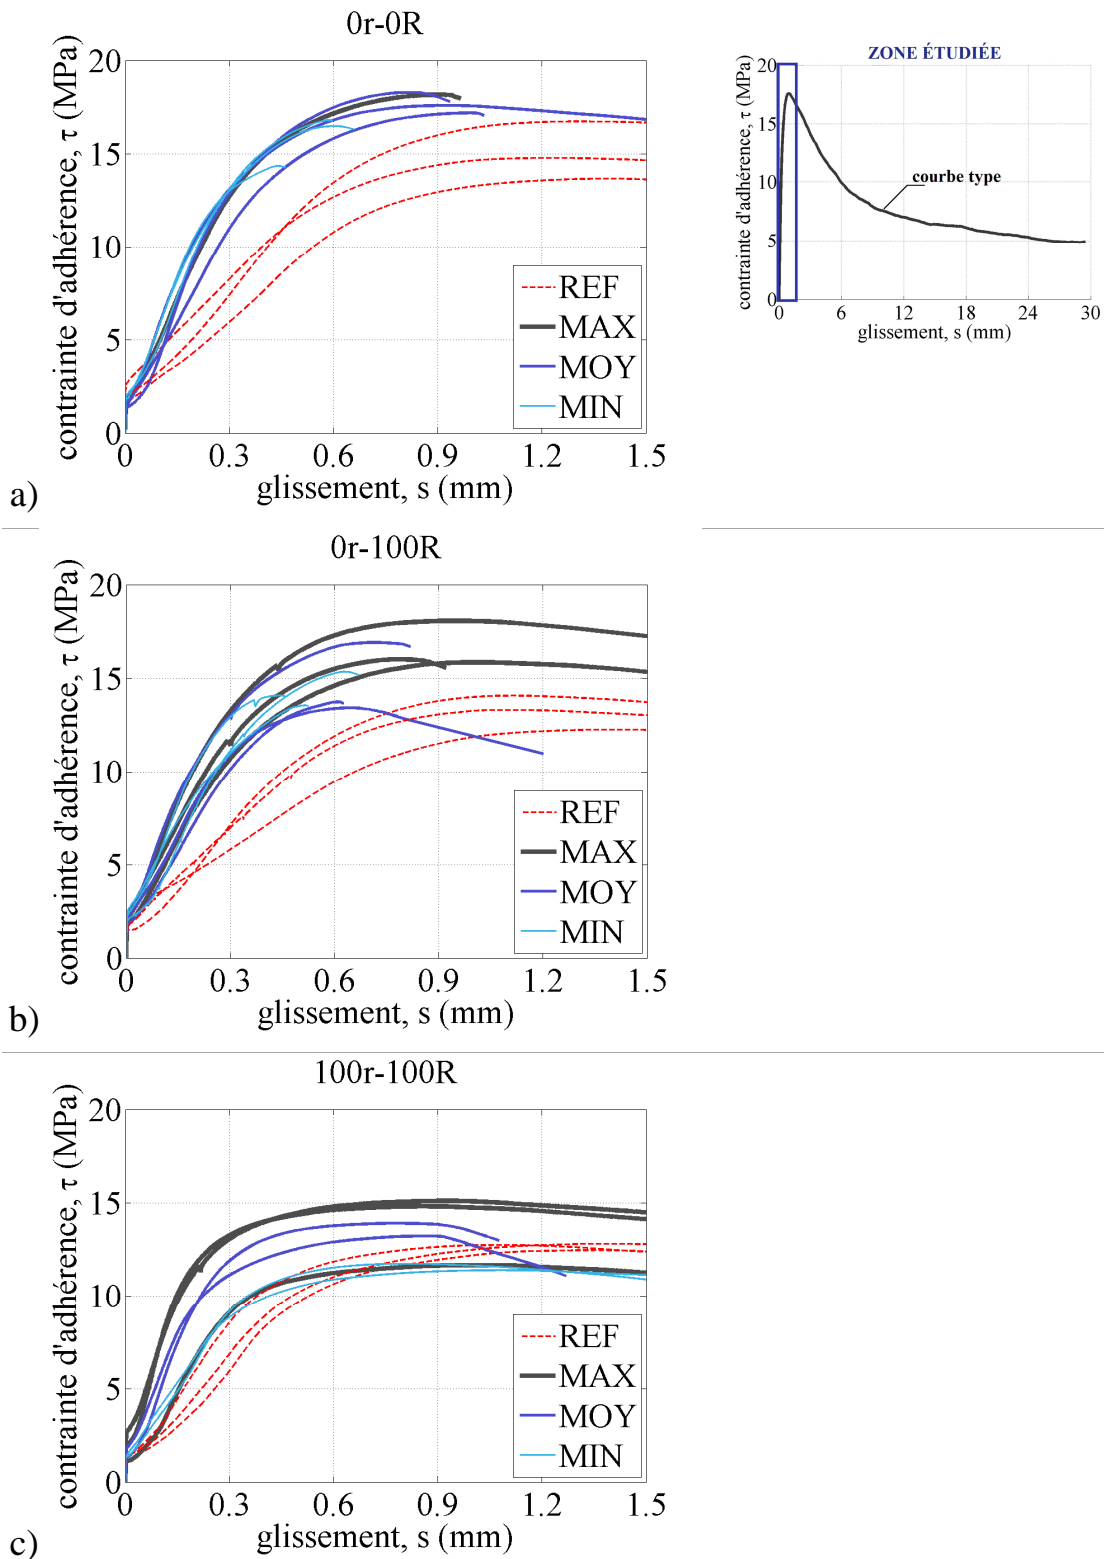 0r-0R
contrainte d'adhérence, τ (MPa)
20
15
10
5
0
0 0.3 0.6 0.9 1.2 1.5
glissement, s (mm)
REF
MAX
MOY
MIN
a)
ZONE ÉTUDIÉE
contrainte d'adhérence, τ (MPa)
20
15
10
5
0
courbe type
0 6 12 18 24 30
glissement, s (mm)
0r-100R
contrainte d'adhérence, τ (MPa)
20
15
10
5
0
0 0.3 0.6 0.9 1.2 1.5
glissement, s (mm)
REF
MAX
MOY
MIN
b)
100r-100R
contrainte d'adhérence, τ (MPa)
20
15
10
5
0
0 0.3 0.6 0.9 1.2 1.5
glissement, s (mm)
REF
MAX
MOY
MIN
c)